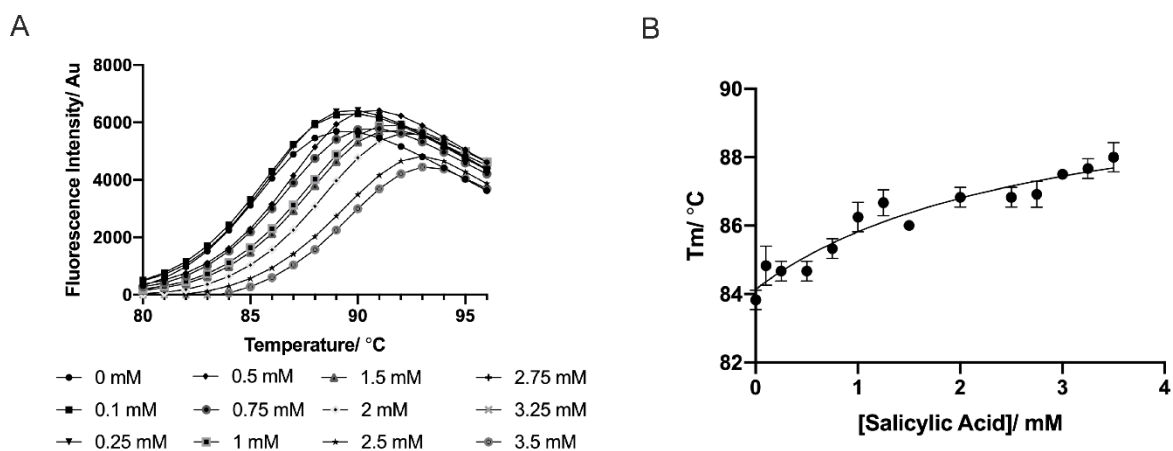 A
Fluorescence Intensity/ Au
8000
6000
4000
2000
0
80
85
90
95
Temperature/ °C
0 mM
0.5 mM
1.5 mM
2.75 mM
0.1 mM
0.75 mM
2 mM
3.25 mM
0.25 mM
1 mM
2.5 mM
3.5 mM
B
Tm/ °C
90
88
86
84
82
0
1
2
3
4
[Salicylic Acid]/ mM